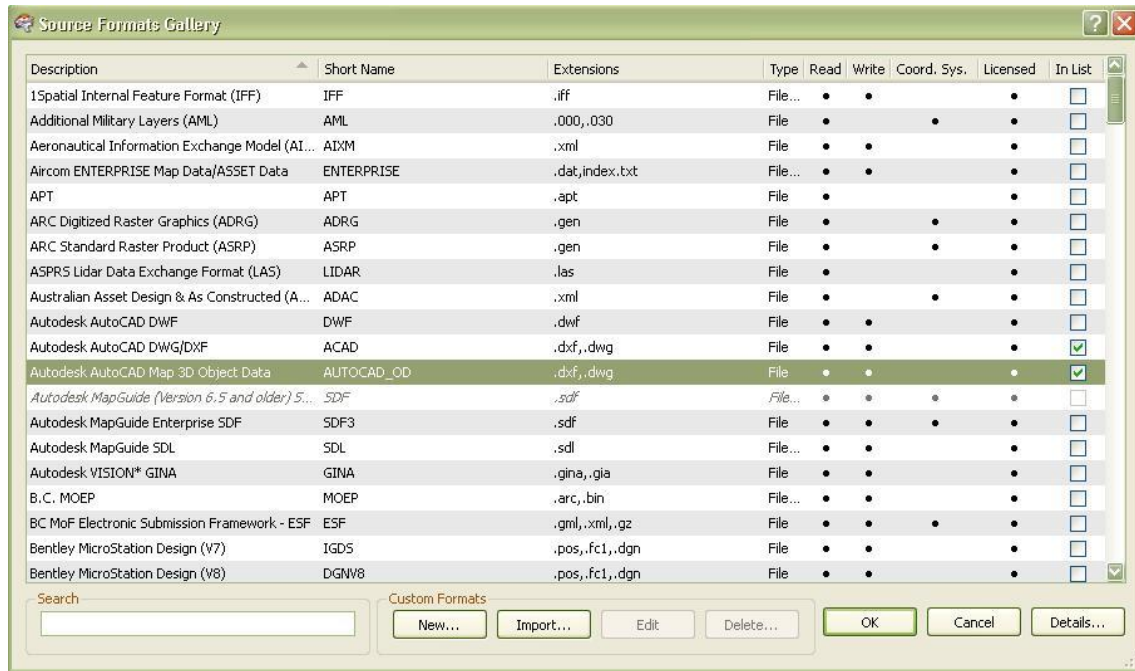 Source Formats Gallery
Description Short Name Extensions Type Read Write Coord. Sys. Licensed In List
1Spatial Internal Feature Format (IFF) IFF .iff File...
Additional Military Layers (AML) AML .000,.030 File
Aeronautical Information Exchange Model (AI... AIXM .xml File
Aircom ENTERPRISE Map Data/ASSET Data ENTERPRISE .dat,index.txt File...
APT APT .apt File
ARC Digitized Raster Graphics (ADRG) ADRG .gen File
ARC Standard Raster Product (ASRP) ASRP .gen File
ASPRS Lidar Data Exchange Format (LAS) LIDAR .las File
Australian Asset Design & As Constructed (A... ADAC .xml File
Autodesk AutoCAD DWF DWF .dwf File
Autodesk AutoCAD DWG/DXF ACAD .dxf,.dwg File
Autodesk AutoCAD Map 3D Object Data AUTOCAD_OD .dxf,.dwg File
Autodesk MapGuide (Version 6.5 and older) S... SDF .sdf File...
Autodesk MapGuide Enterprise SDF SDF3 .sdf File
Autodesk MapGuide SDL SDL .sdl File...
Autodesk VISION* GINA GINA .gina,.gia File
B.C. MOEP MOEP .arc,.bin File...
BC MoF Electronic Submission Framework - ESF ESF .gml,.xml,.gz File
Bentley MicroStation Design (V7) IGDS .pos,.fc1,.dgn File
Bentley MicroStation Design (V8) DGNV8 .pos,.fc1,.dgn File
Search Custom Formats
New... Import... Edit Delete... OK Cancel Details...